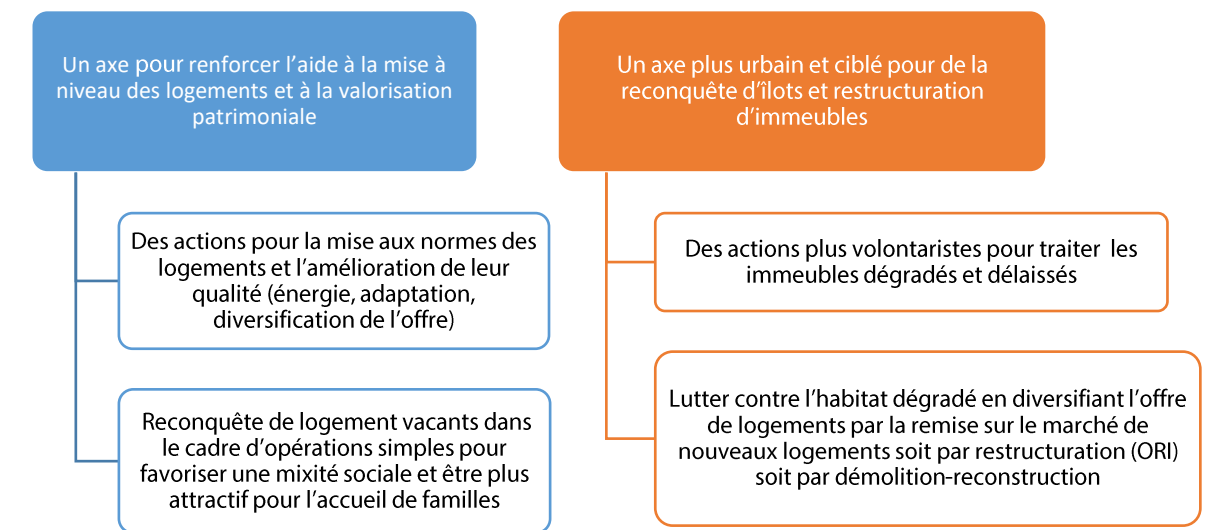 Un axe pour renforcer l’aide à la mise à
niveau des logements et à la valorisation
patrimoniale
Des actions pour la mise aux normes des
logements et l’amélioration de leur
qualité (énergie, adaptation,
diversification de l’offre)
Reconquête de logement vacants dans
le cadre d’opérations simples pour
favoriser une mixité sociale et être plus
attractif pour l’accueil de familles
Un axe plus urbain et ciblé pour de la
reconquête d’îlots et restructuration
d’immeubles
Des actions plus volontaristes pour traiter les
immeubles dégradés et délaissés
Lutter contre l’habitat dégradé en diversifiant l’offre
de logements par la remise sur le marché de
nouveaux logements soit par restructuration (ORI)
soit par démolition-reconstruction